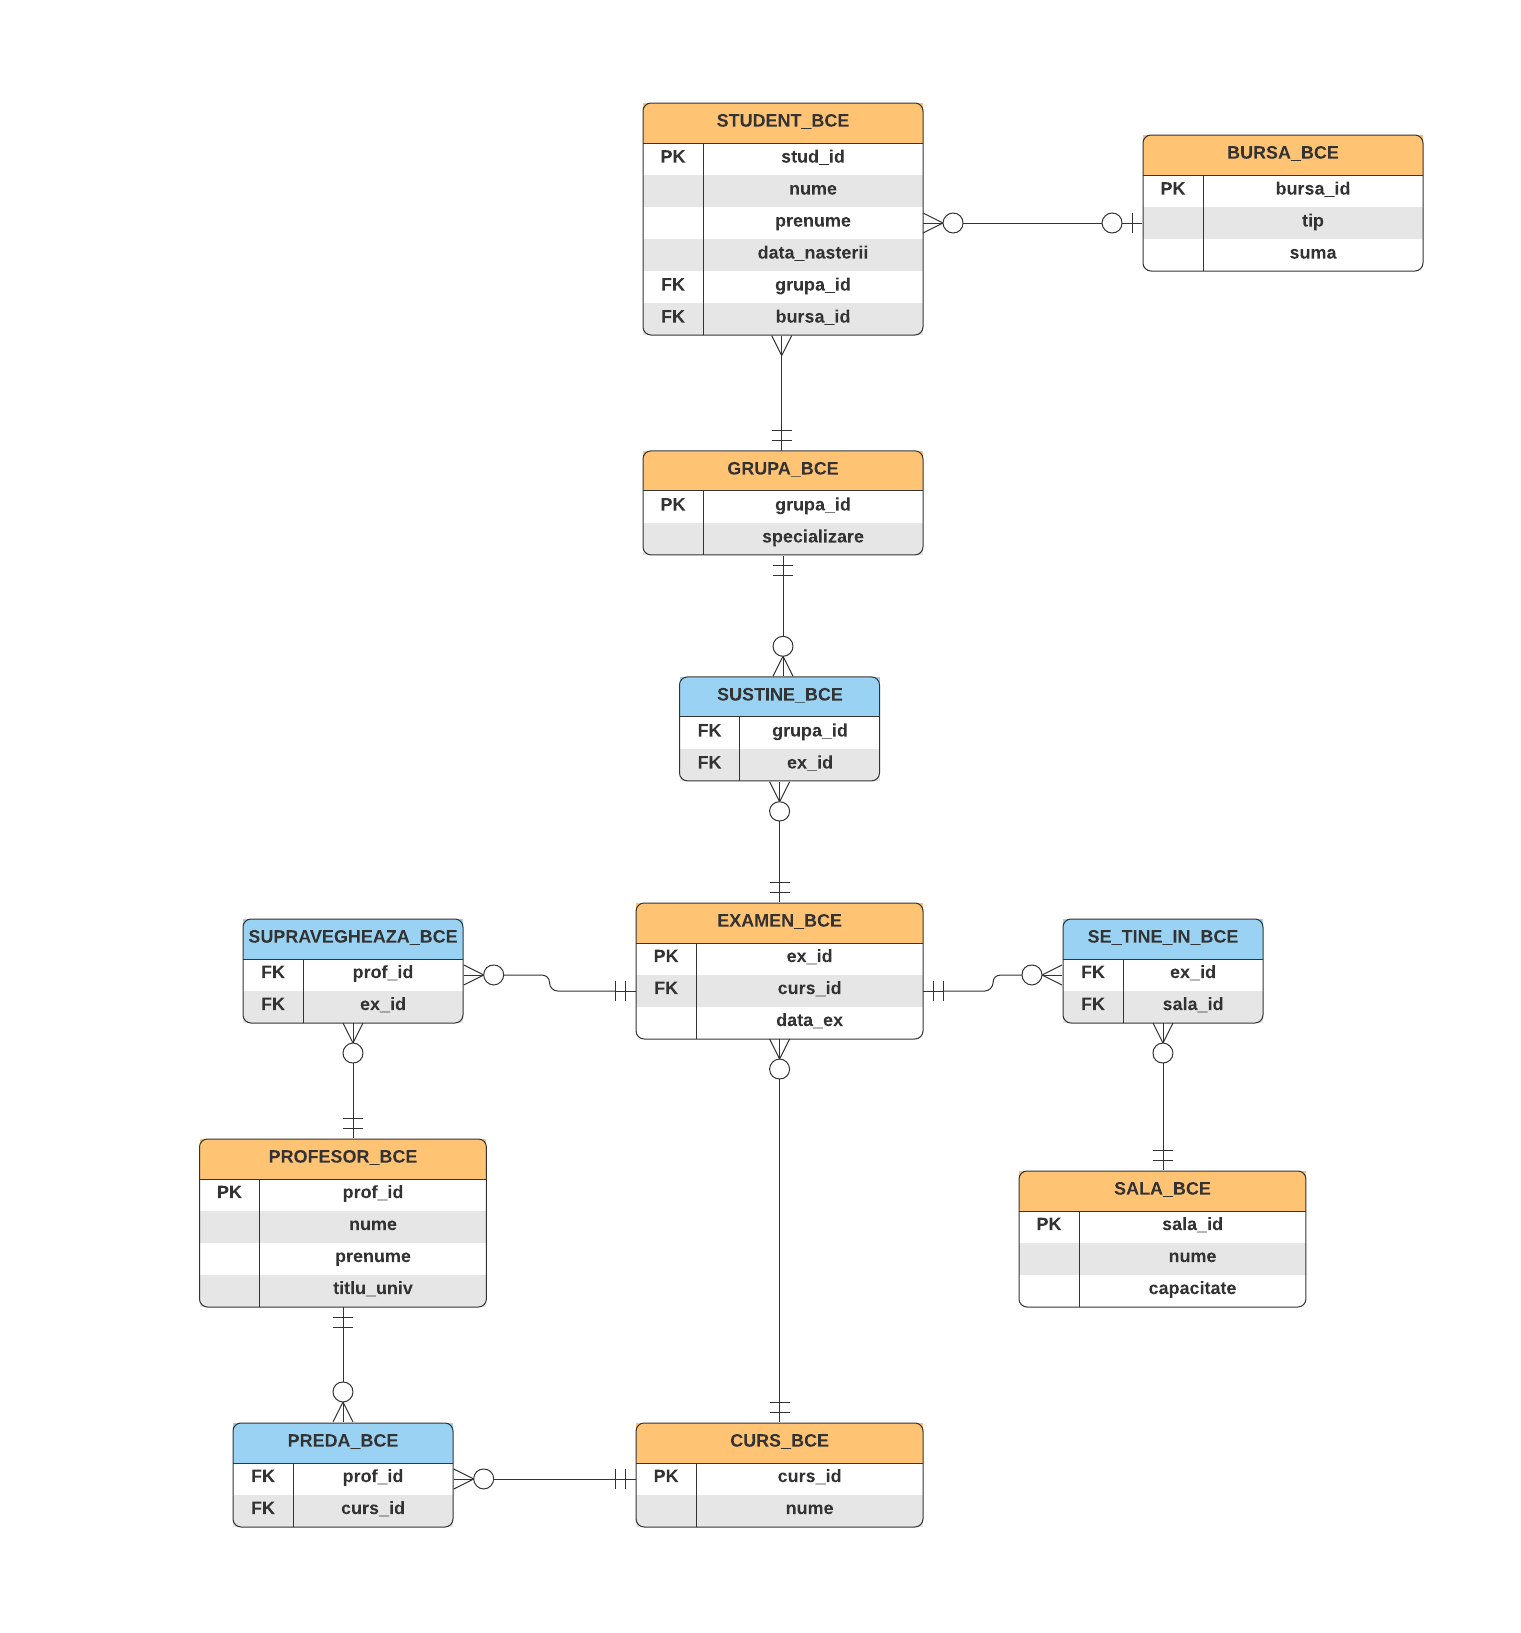 STUDENT_BCE
PK stud_id
nume
prenume
data_nasterii
FK grupa_id
FK bursa_id
BURSA_BCE
PK bursa_id
tip
suma
GRUPA_BCE
PK grupa_id
specializare
SUSTINE_BCE
FK grupa_id
FK ex_id
SUPRAVEGHEAZA_BCE
FK prof_id
FK ex_id
EXAMEN_BCE
PK ex_id
FK curs_id
data_ex
SE_TINE_IN_BCE
FK ex_id
FK sala_id
PROFESOR_BCE
PK prof_id
nume
prenume
titlu_univ
SALA_BCE
PK sala_id
nume
capacitate
PREDA_BCE
FK prof_id
FK curs_id
CURS_BCE
PK curs_id
nume